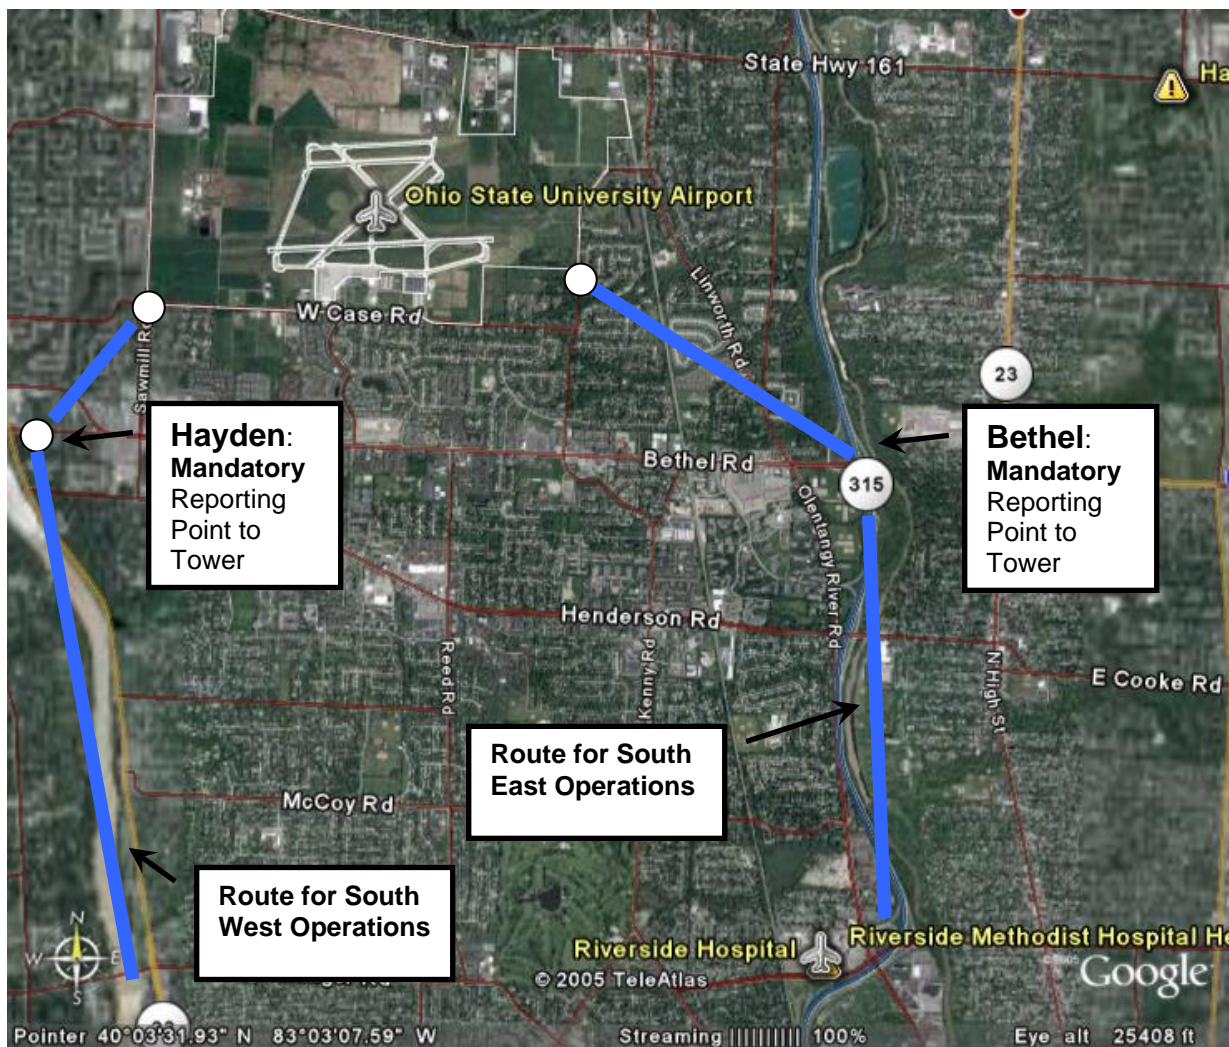 State Hwy 161
Ha
Ohio State University Airport
Linworth Rd
W Case Rd
Sawmill Rd
23
Hayden:
Mandatory
Reporting
Point to
Tower
Bethel Rd
315
Bethel:
Mandatory
Reporting
Point to
Tower
Olentangy River Rd
Henderson Rd
Reed Rd
Kenny Rd
N High St
E Cooke Rd
Route for South
East Operations
McCoy Rd
Route for South
West Operations
N
W E
S
Riverside Hospital
Riverside Methodist Hospital He
© 2005 TeleAtlas
Google
Rd
Pointer 40°03'31.93" N 83°03'07.59" W
Streaming |||||||||| 100%
Eye alt 25408 ft